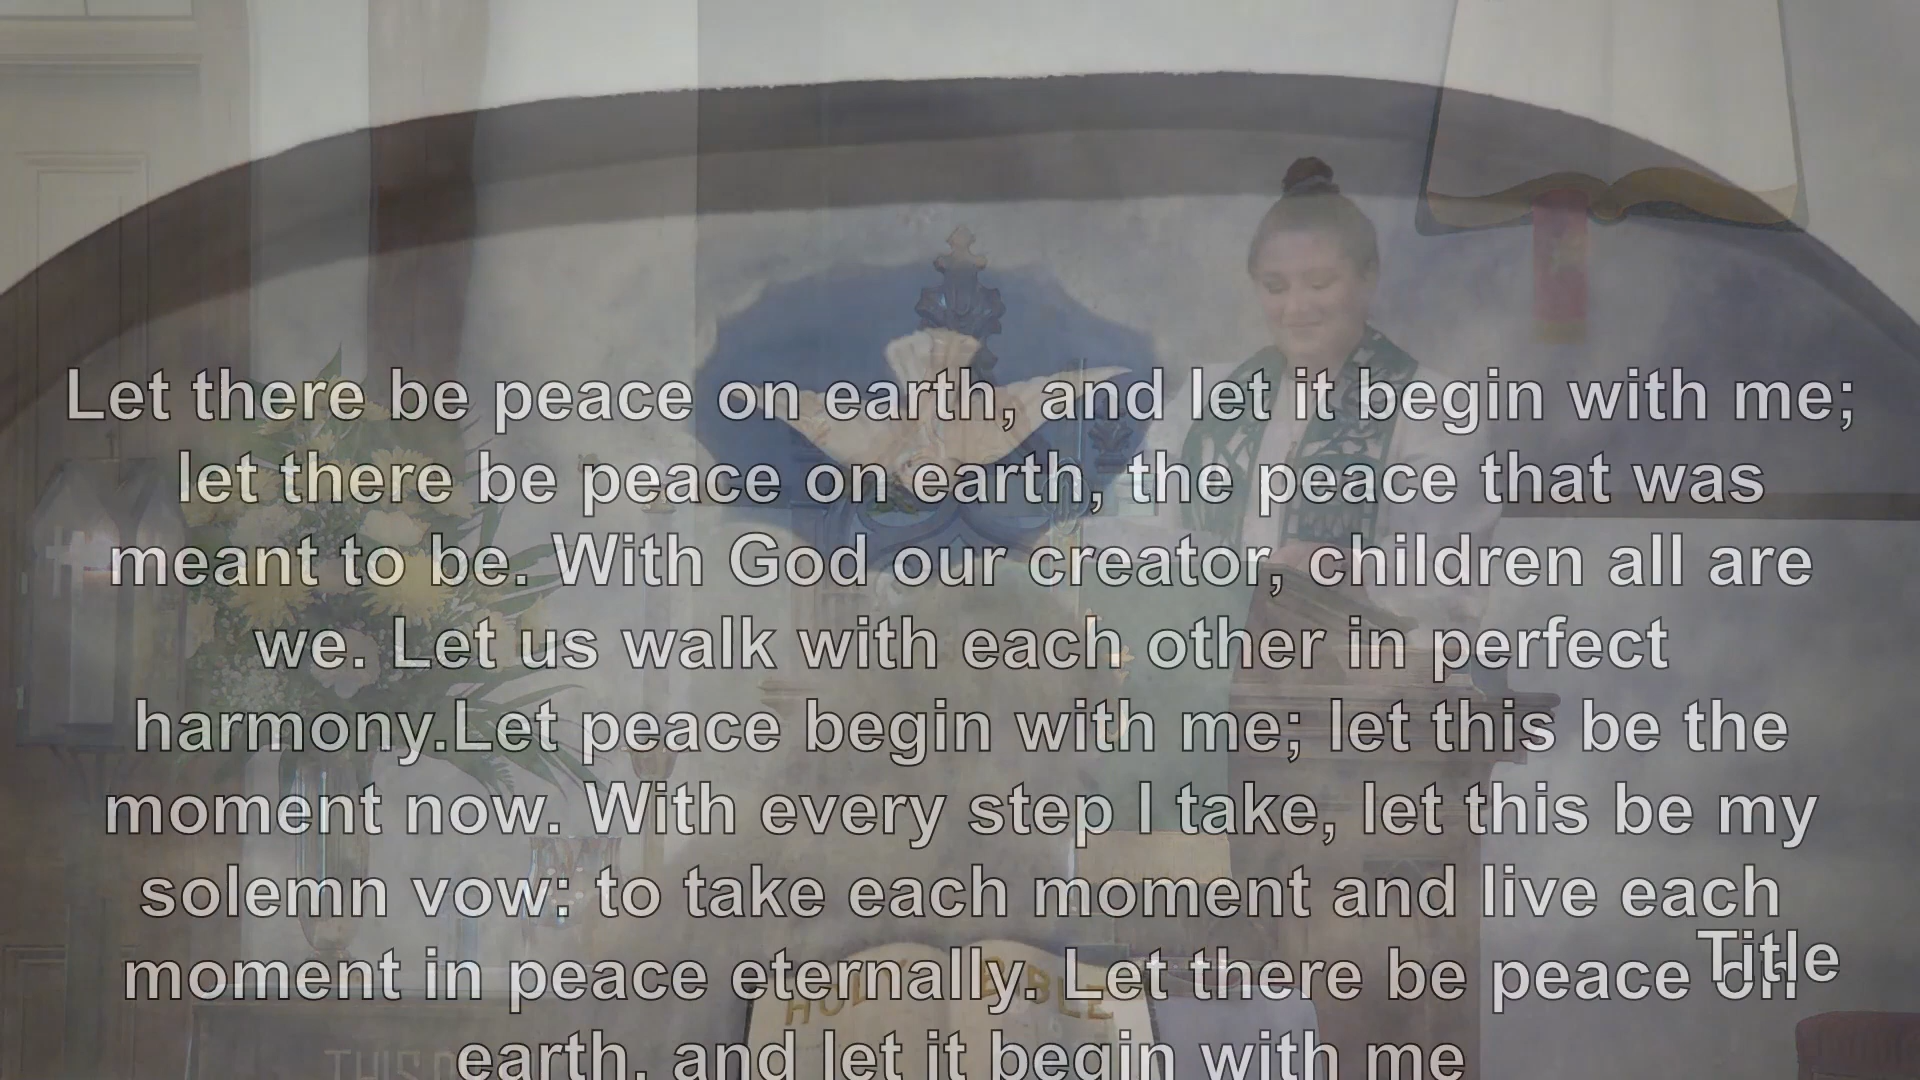 Let there be peace on earth, and let it begin with me;
let there be peace on earth, the peace that was
meant to be. With God our creator, children all are
we. Let us walk with each other in perfect
harmony.Let peace begin with me; let this be the
moment now. With every step I take, let this be my
solemn vow: to take each moment and live each
moment in peace eternally. Let there be peace on
Title
HOLY BIBLE
earth, and let it begin with me
THIS